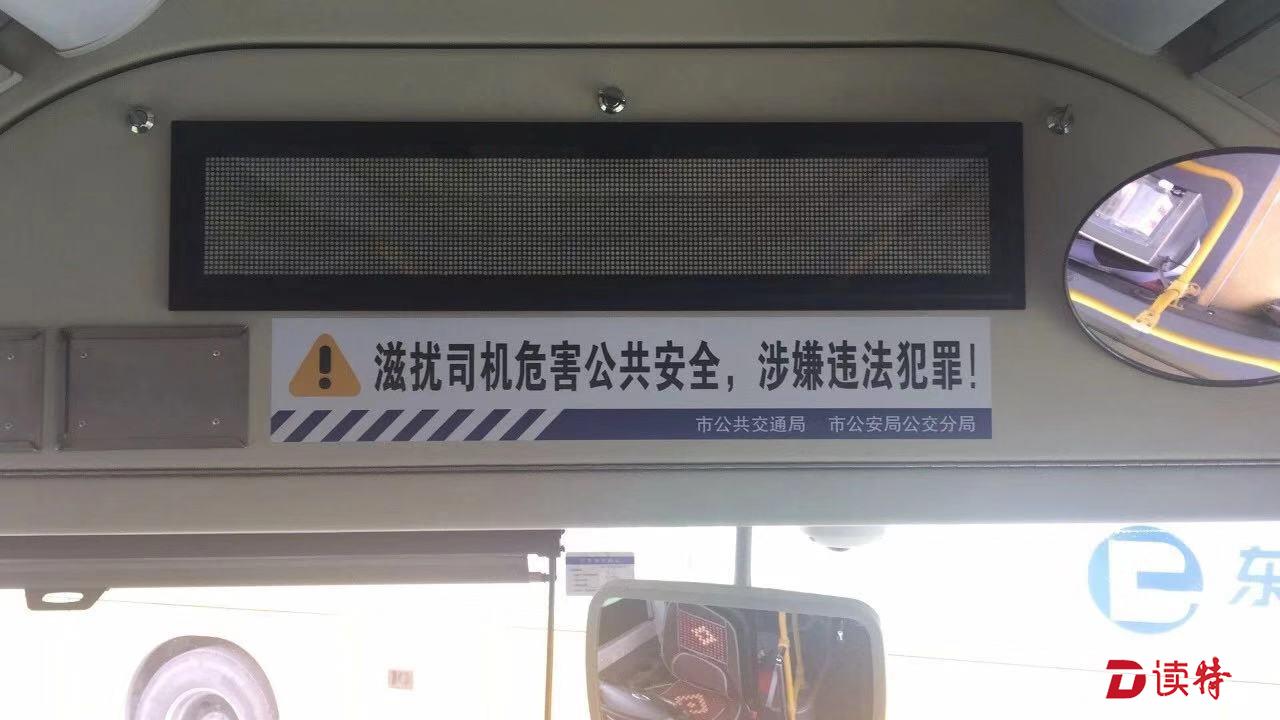 滋扰司机危害公共安全，涉嫌违法犯罪！
市公共交通局 市公安局公交分局
东
读特